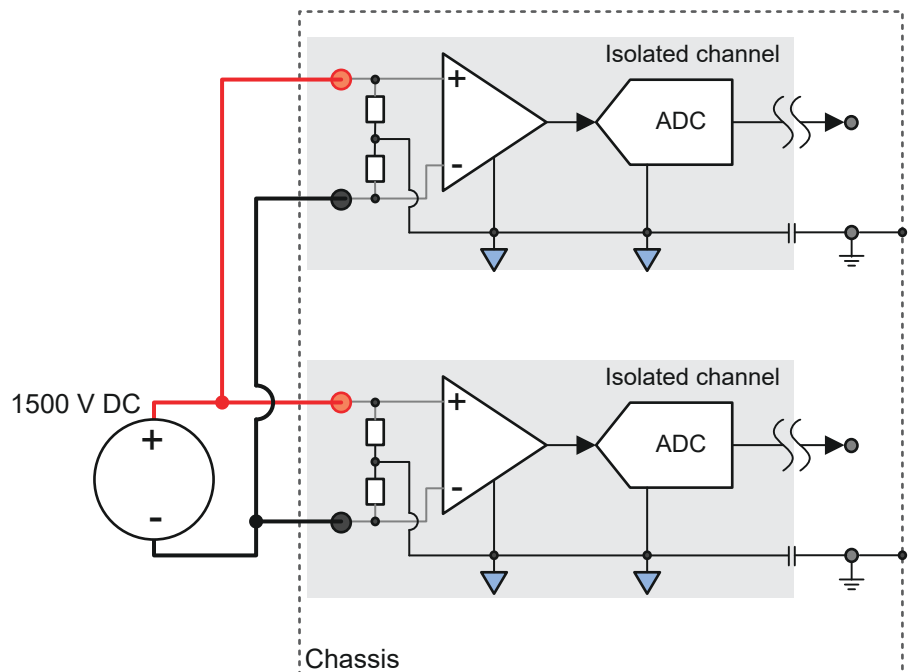 Isolated channel
+
-
ADC
1500 V DC
+
-
Isolated channel
+
-
ADC
Chassis